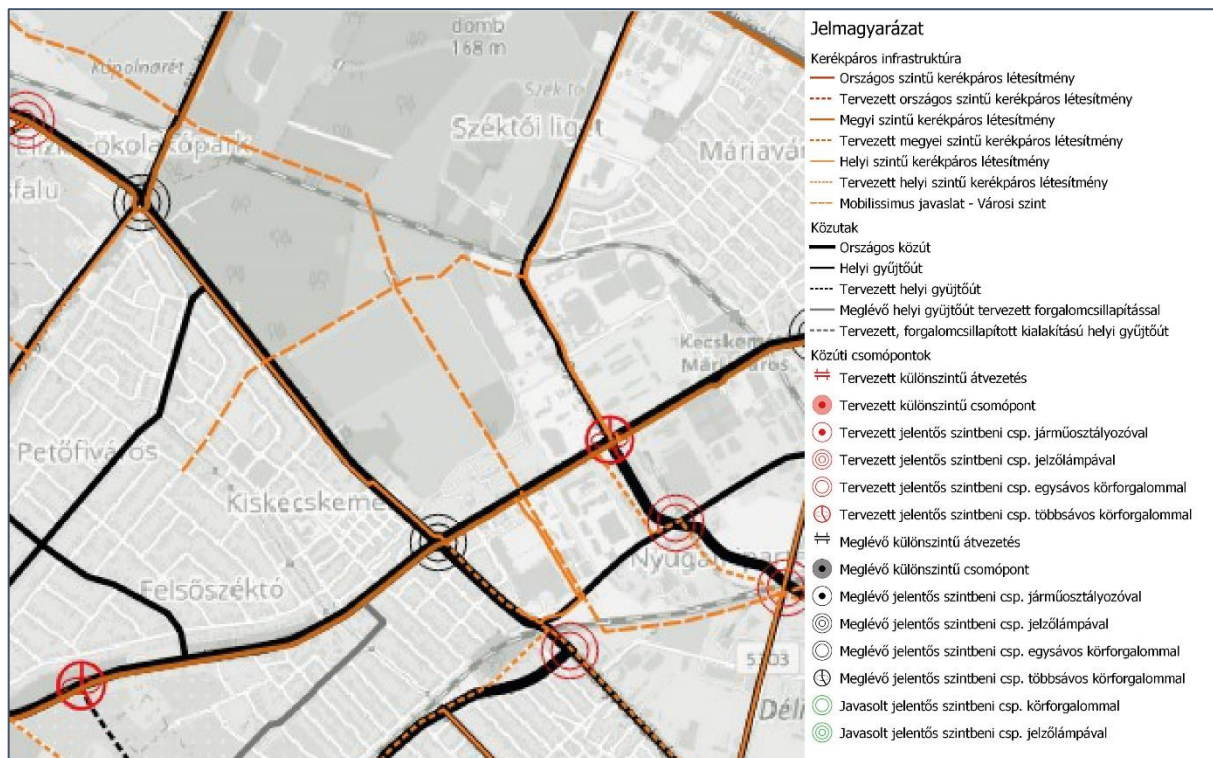 domb
168 m
Széktói liget
Máriavár
falu
Kecskemé
Máriaváros
Petőfiváros
Kiskecskemé
Felsőszéktó
5303
Déli
Jelmagyarázat
Kerékpáros infrastruktúra
Országos szintű kerékpáros létesítmény
Tervezett országos szintű kerékpáros létesítmény
Megyi szintű kerékpáros létesítmény
Tervezett megyei szintű kerékpáros létesítmény
Helyi szintű kerékpáros létesítmény
Tervezett helyi szintű kerékpáros létesítmény
Mobilissimus javaslat - Városi szint
Közutak
Országos közút
Helyi gyűjtőút
Tervezett helyi gyüjtőút
Meglévő helyi gyüjtőút tervezett forgalomcsillapítással
Tervezett, forgalomcsillapított kialakítású helyi gyűjtőút
Közúti csomópontok
Tervezett különszintű átvezetés
Tervezett különszintű csomópont
Tervezett jelentős szintbeni csp. járműosztályozóval
Tervezett jelentős szintbeni csp. jelzőlámpával
Tervezett jelentős szintbeni csp. egysávos körforgalommal
Tervezett jelentős szintbeni csp. többsávos körforgalommal
Meglévő különszintű átvezetés
Meglévő különszintű csomópont
Meglévő jelentős szintbeni csp. járműosztályozóval
Meglévő jelentős szintbeni csp. jelzőlámpával
Meglévő jelentős szintbeni csp. egysávos körforgalommal
Meglévő jelentős szintbeni csp. többsávos körforgalommal
Javasolt jelentős szintbeni csp. körforgalommal
Javasolt jelentős szintbeni csp. jelzőlámpával